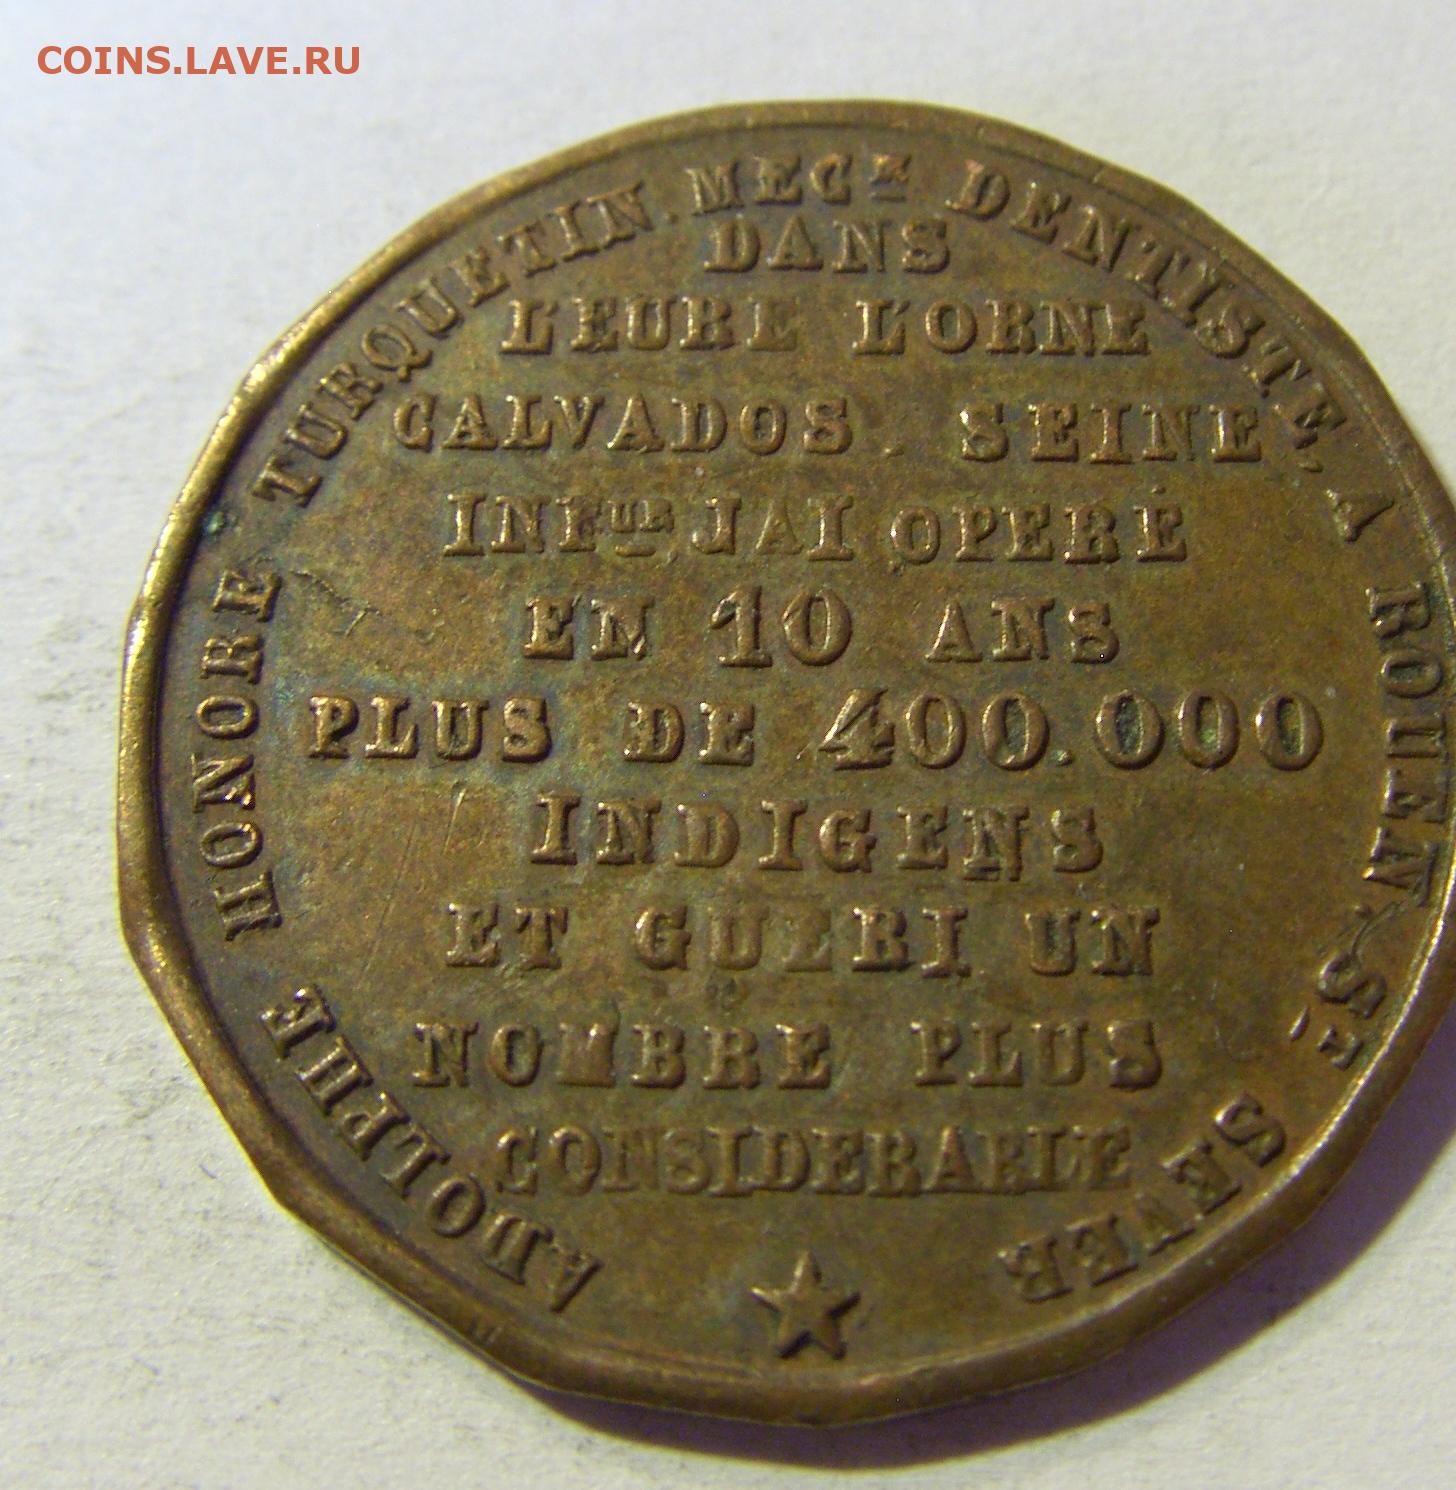 COINS.LAVE.RU
ADOLPHE HONORE TURQUETIN. MECᴺ DENTISTE, A ROUEN, Sᵀ SEVER
DANS
L'EURE L'ORNE
CALVADOS. SEINE
INFᵁᴿ JAI OPERE
EN 10 ANS
PLUS DE 400.000
INDIGENS
ET GUERI UN
NOMBRE PLUS
CONSIDERABLE